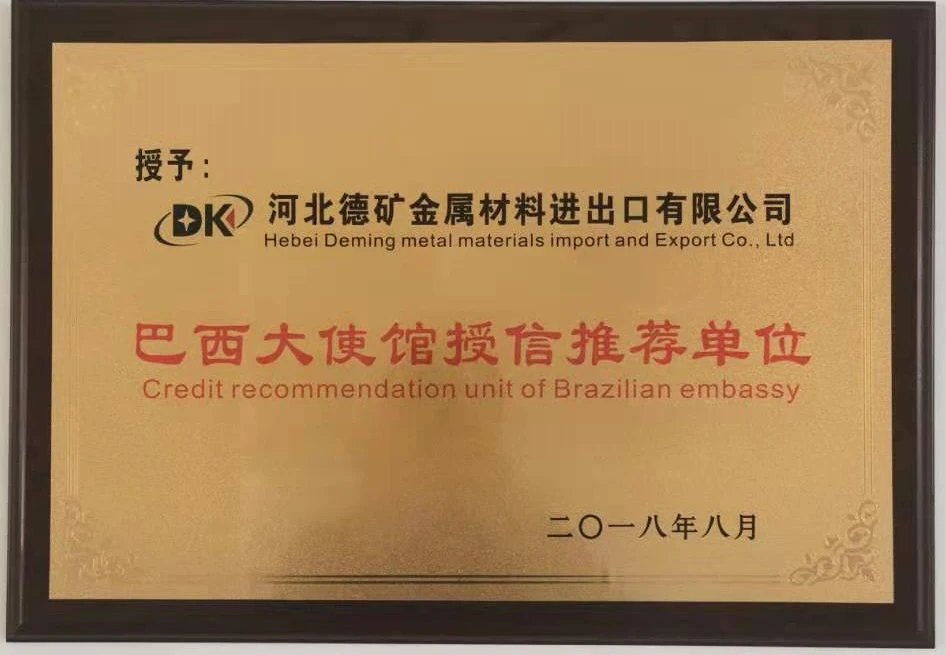 授予:
DK 河北德矿金属材料进出口有限公司
Hebei Deming metal materials import and Export Co., Ltd
巴西大使馆授信推荐单位
Credit recommendation unit of Brazilian embassy
二〇一八年八月